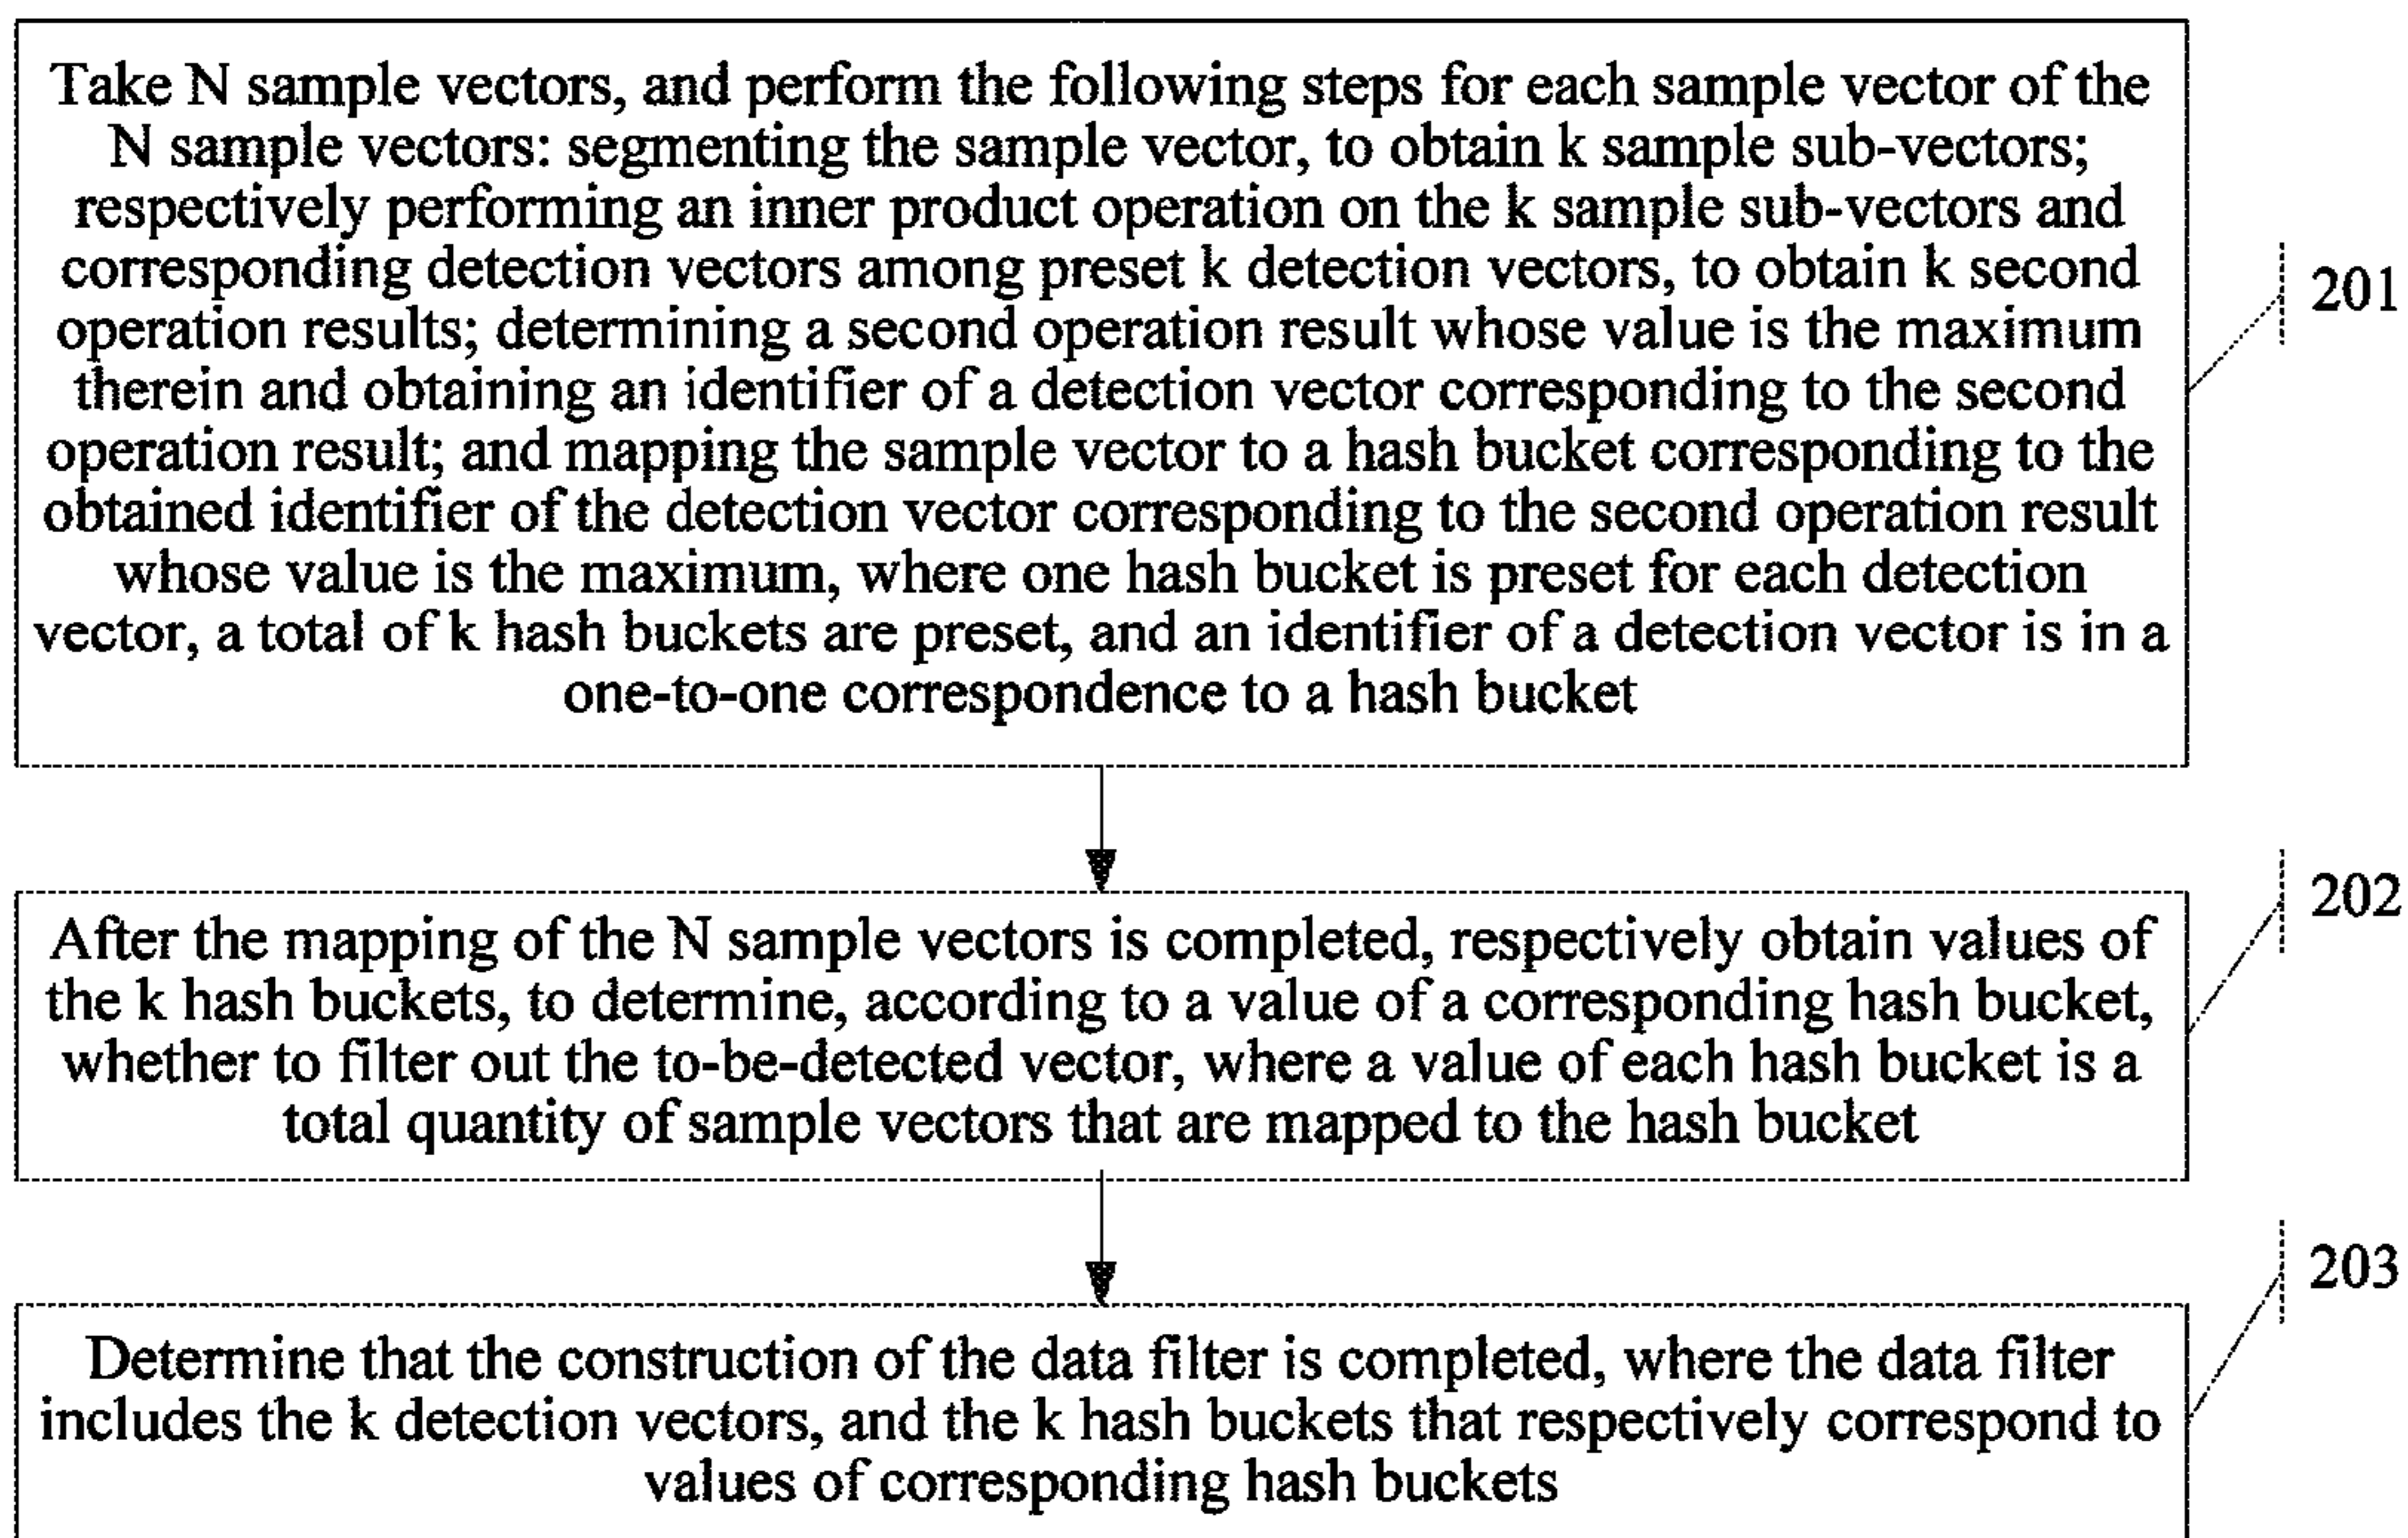 Take N sample vectors, and perform the following steps for each sample vector of the
N sample vectors: segmenting the sample vector, to obtain k sample sub-vectors;
respectively performing an inner product operation on the k sample sub-vectors and
corresponding detection vectors among preset k detection vectors, to obtain k second
operation results; determining a second operation result whose value is the maximum
therein and obtaining an identifier of a detection vector corresponding to the second
operation result; and mapping the sample vector to a hash bucket corresponding to the
obtained identifier of the detection vector corresponding to the second operation result
whose value is the maximum, where one hash bucket is preset for each detection
vector, a total of k hash buckets are preset, and an identifier of a detection vector is in a
one-to-one correspondence to a hash bucket
201
After the mapping of the N sample vectors is completed, respectively obtain values of
the k hash buckets, to determine, according to a value of a corresponding hash bucket,
whether to filter out the to-be-detected vector, where a value of each hash bucket is a
total quantity of sample vectors that are mapped to the hash bucket
202
Determine that the construction of the data filter is completed, where the data filter
includes the k detection vectors, and the k hash buckets that respectively correspond to
values of corresponding hash buckets
203